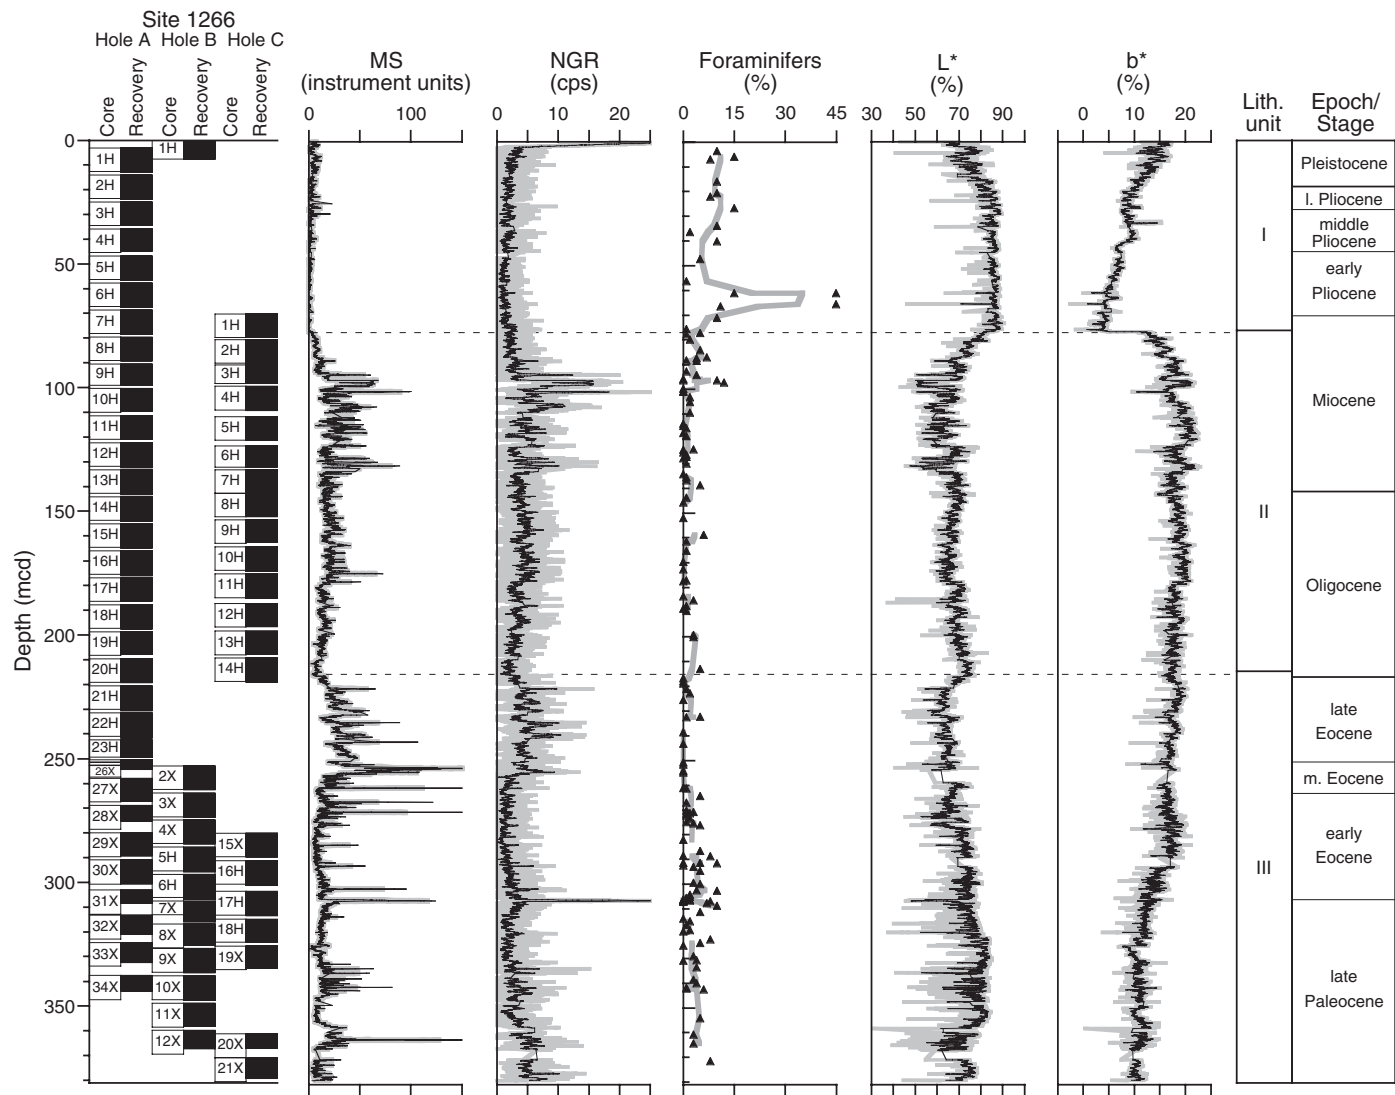 Site 1266
Hole A Hole B Hole C
Core Recovery Core Recovery Core Recovery
MS
(instrument units)
NGR
(cps)
Foraminifers
(%)
L*
(%)
b*
(%)
Lith.
unit
Epoch/
Stage
0 100
0 10 20
0 15 30 45
30 50 70 90
0 10 20
Depth (mcd)
0
50
100
150
200
250
300
350
1H
2H
3H
4H
5H
6H
7H
8H
9H
10H
11H
12H
13H
14H
15H
16H
17H
18H
19H
20H
21H
22H
23H
26X
27X
28X
29X
30X
31X
32X
33X
34X
1H
2X
3X
4X
5H
6H
7X
8X
9X
10X
11X
12X
1H
2H
3H
4H
5H
6H
7H
8H
9H
10H
11H
12H
13H
14H
15X
16H
17H
18H
19X
20X
21X
I
II
III
Pleistocene
l. Pliocene
middle
Pliocene
early
Pliocene
Miocene
Oligocene
late
Eocene
m. Eocene
early
Eocene
late
Paleocene